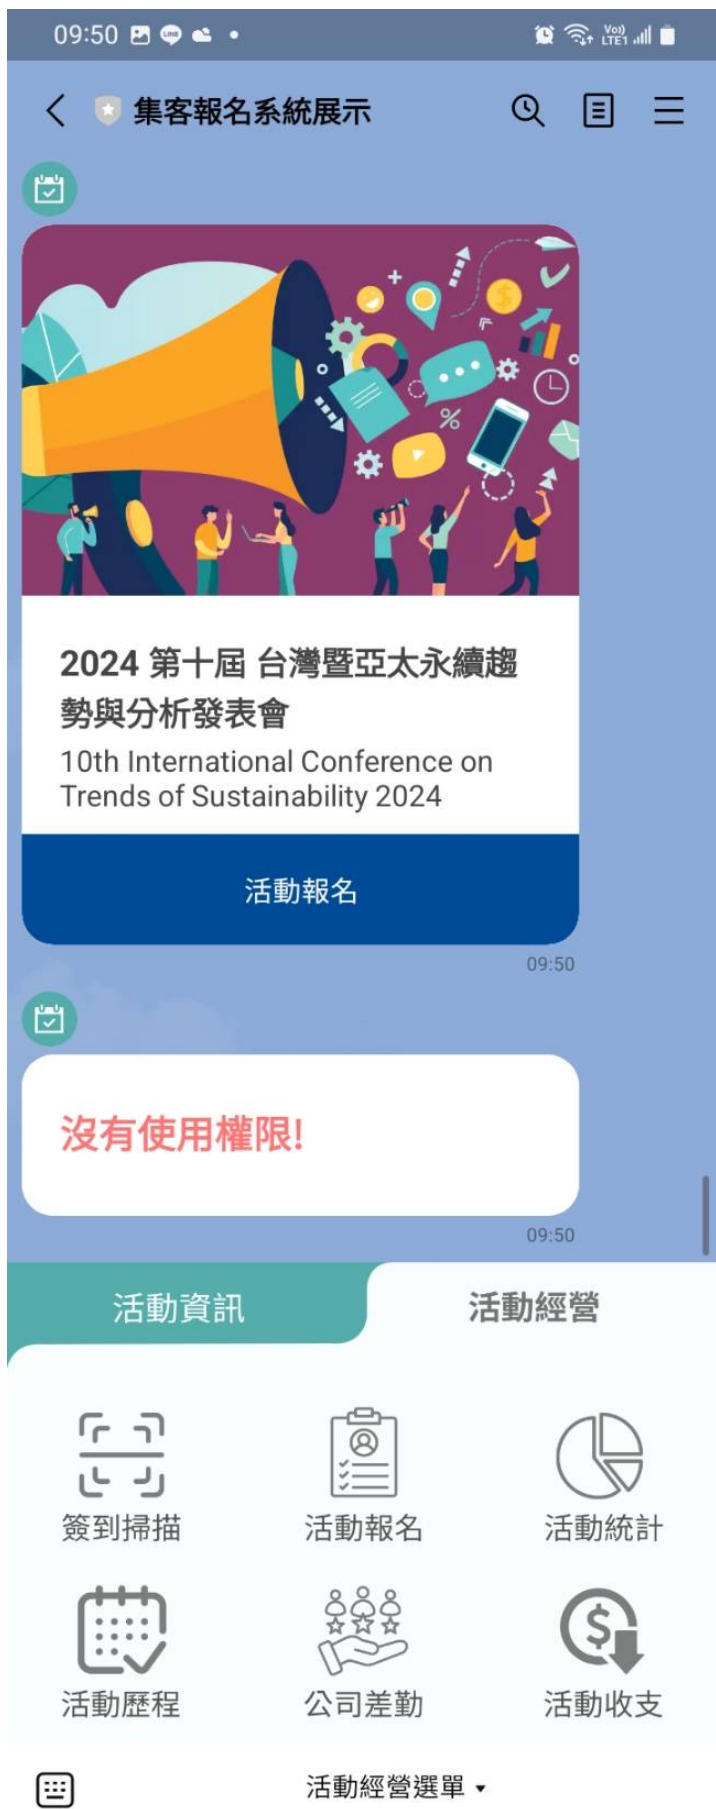 09:50
Vo))
LTE1
集客報名系統展示
2024 第十屆 台灣暨亞太永續趨
勢與分析發表會
10th International Conference on
Trends of Sustainability 2024
活動報名
09:50
沒有使用權限!
09:50
活動資訊
活動經營
簽到掃描
活動報名
活動統計
活動歷程
公司差勤
活動收支
活動經營選單